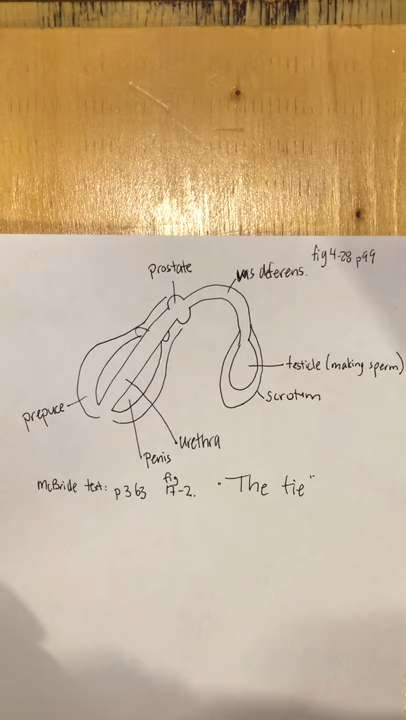 fig 4-28 p99
prostate
vas deferens.
testicle (making sperm)
scrotum
prepuce
urethra
penis
McBride text: p363 fig 17-2. · "The tie"